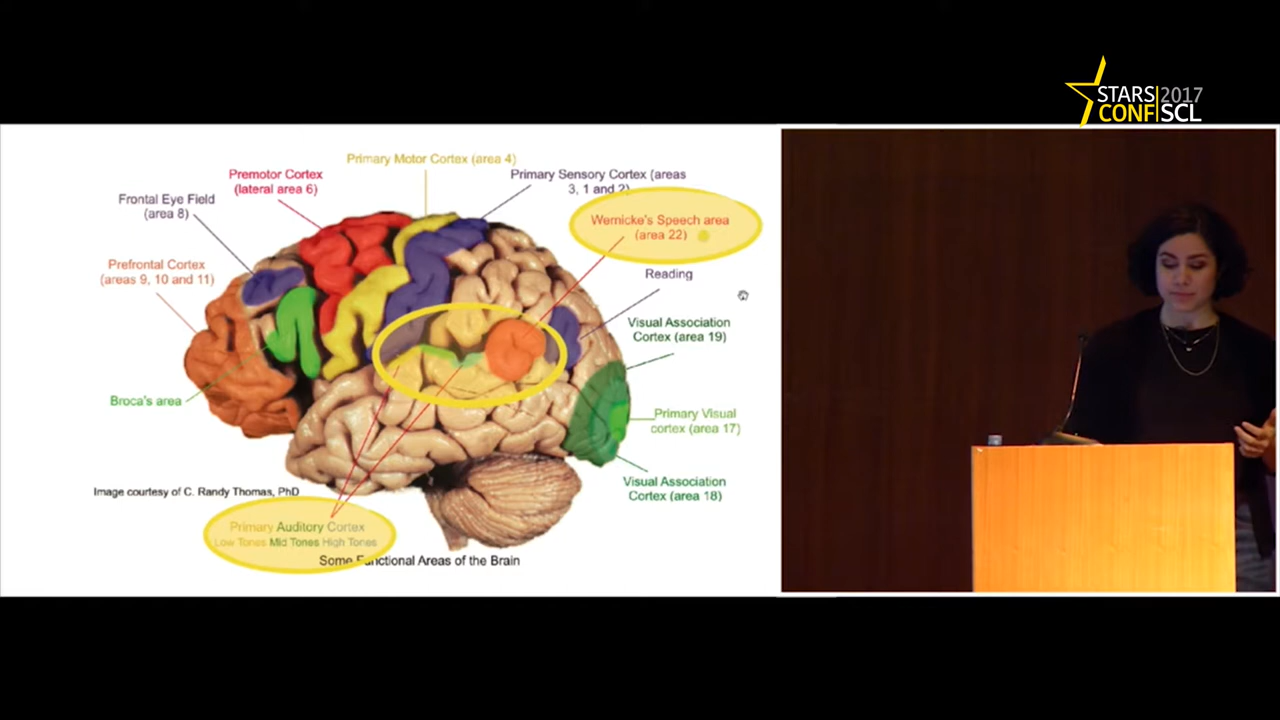 STARS 2017
CONF SCL
Primary Motor Cortex (area 4)
Premotor Cortex
(lateral area 6)
Primary Sensory Cortex (areas
3, 1 and 2)
Frontal Eye Field
(area 8)
Wernicke's Speech area
(area 22)
Prefrontal Cortex
(areas 9, 10 and 11)
Reading
Visual Association
Cortex (area 19)
Broca's area
Primary Visual
cortex (area 17)
Visual Association
Cortex (area 18)
Image courtesy of C. Randy Thomas, PhD
Primary Auditory Cortex
Low Tones Mid Tones High Tones
Some Functional Areas of the Brain